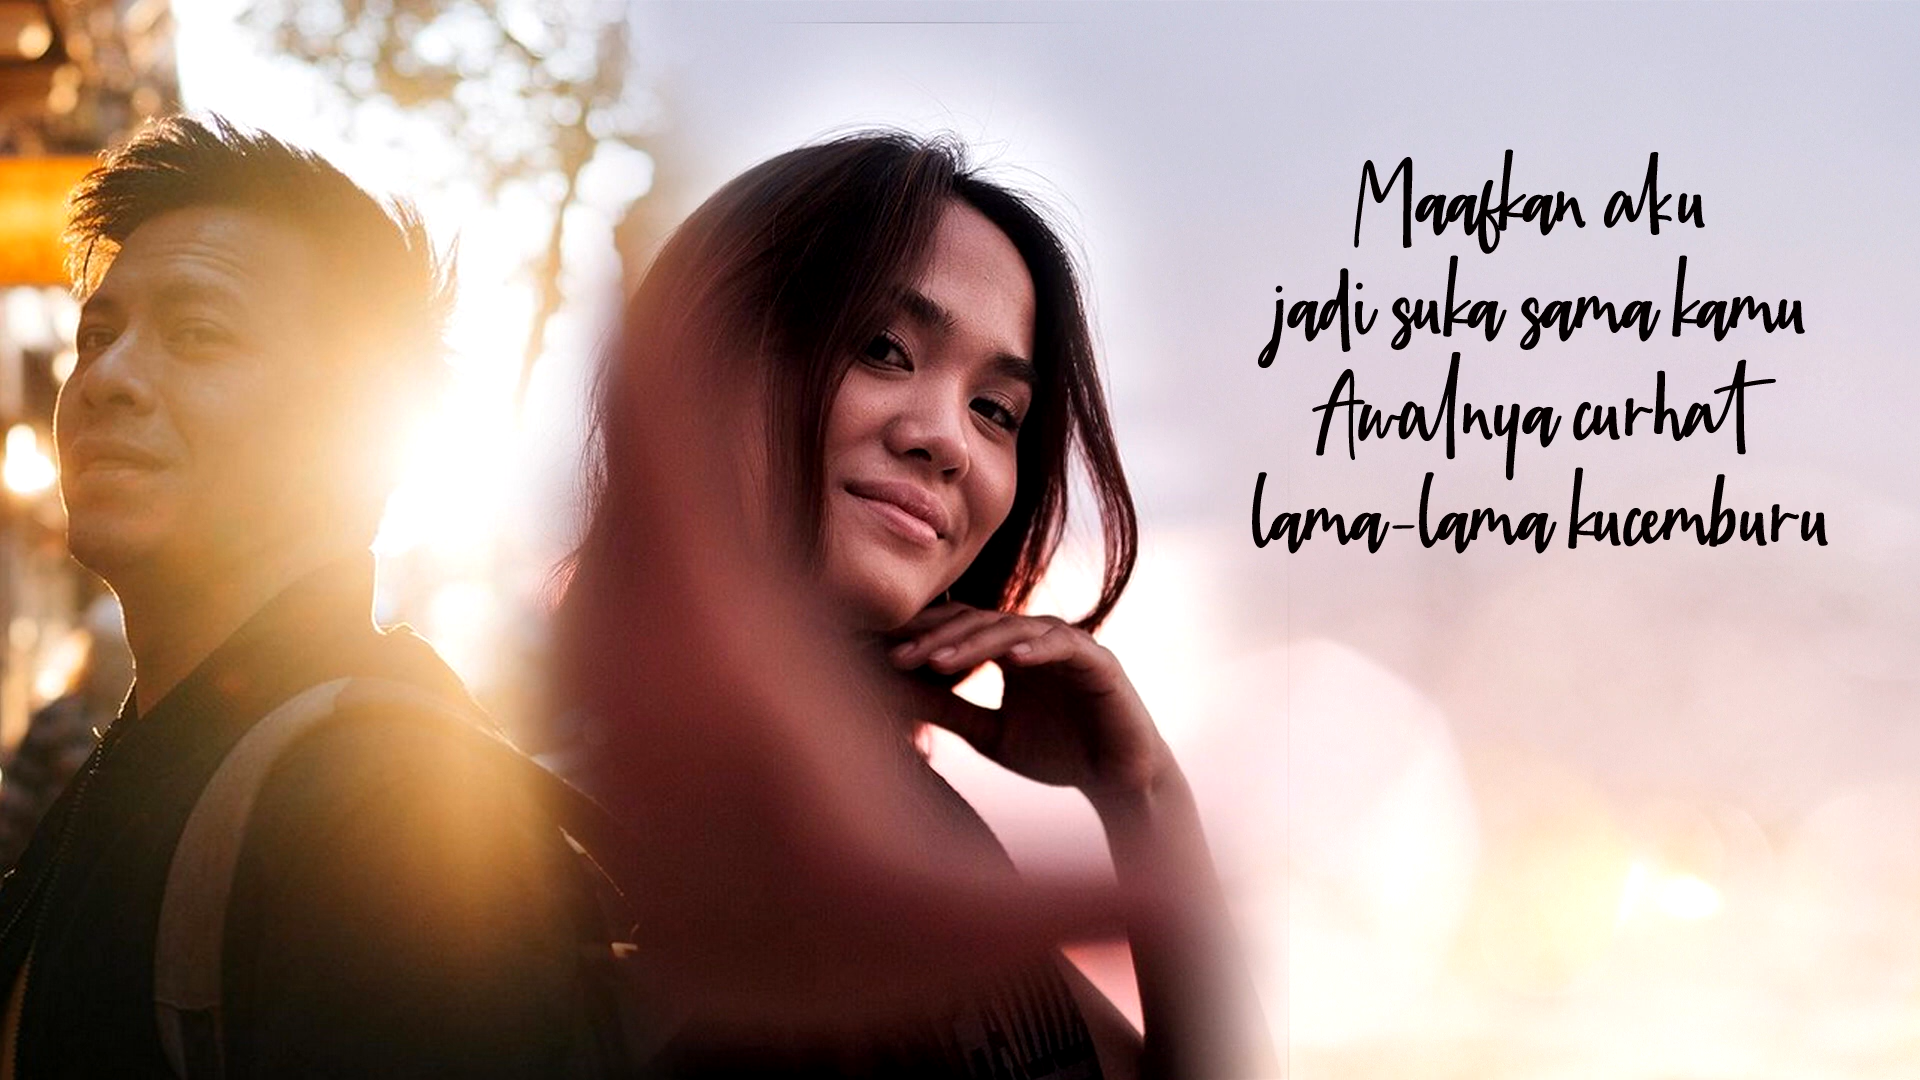 Maafkan aku
jadi suka sama kamu
Awalnya curhat
lama-lama kucemburu